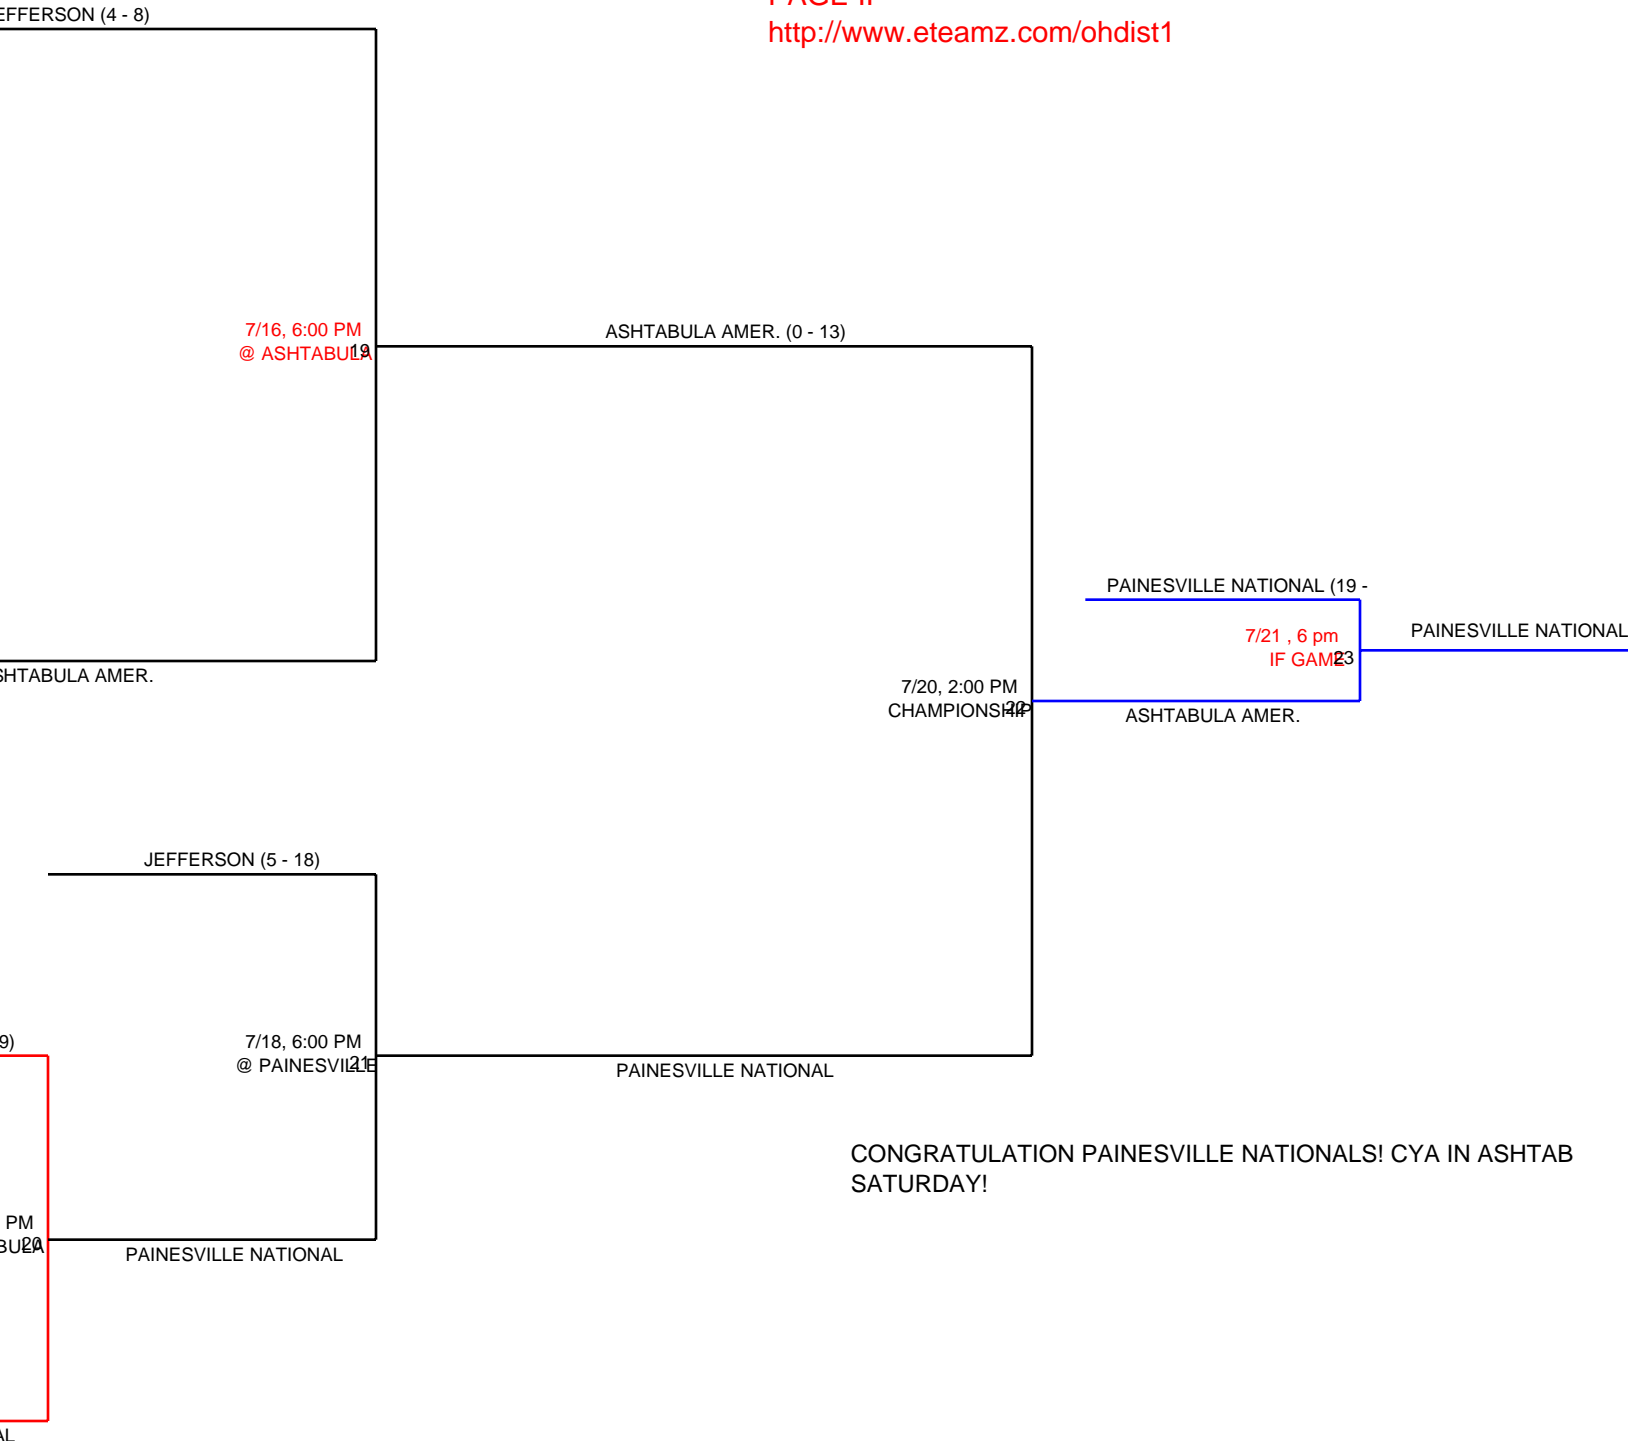 EFFERSON (4 - 8)
http://www.eteamz.com/ohdist1
7/16, 6:00 PM
@ ASHTABULA
19
ASHTABULA AMER. (0 - 13)
PAINESVILLE NATIONAL (19 -
7/21 , 6 pm
IF GAME
23
PAINESVILLE NATIONAL
SHTABULA AMER.
7/20, 2:00 PM
CHAMPIONSHIP
22
ASHTABULA AMER.
JEFFERSON (5 - 18)
9)
7/18, 6:00 PM
@ PAINESVILLE
21
PAINESVILLE NATIONAL
CONGRATULATION PAINESVILLE NATIONALS! CYA IN ASHTAB
SATURDAY!
PM
BULA
20
PAINESVILLE NATIONAL
AL